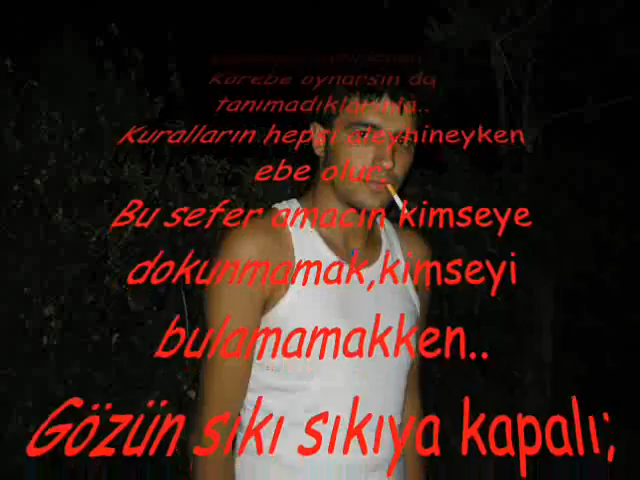 körebe oynarsın da
tanımadıklarınla..
Kuralların hepsi aleyhineyken
ebe olur..
Bu sefer amacın kimseye
dokunmamak,kimseyi
bulamamakken..
Gözün sıkı sıkıya kapalı;